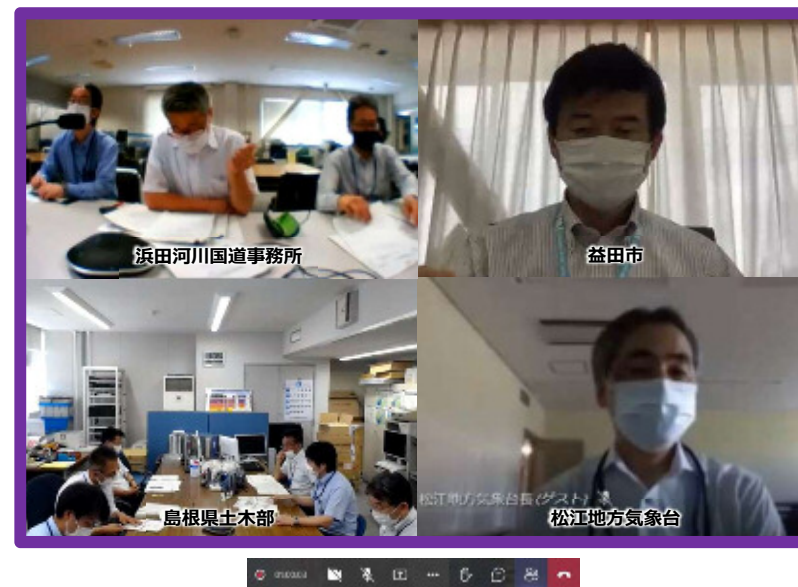 浜田河川国道事務所
益田市
島根県土木部
松江地方気象台長(ゲスト)
松江地方気象台